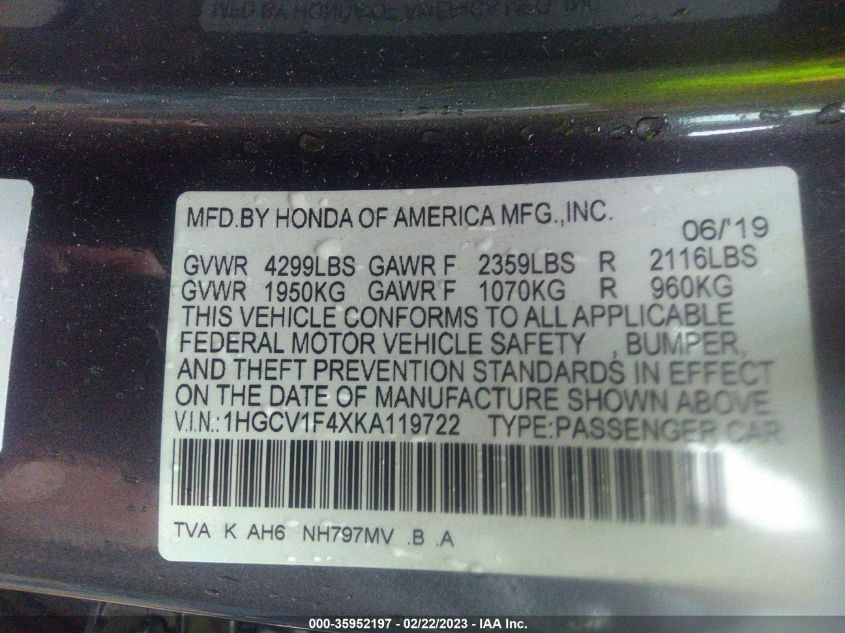 MFD.BY HONDA OF AMERICA MFG.,INC.
06/'19
GVWR 4299LBS GAWR F 2359LBS R 2116LBS
GVWR 1950KG GAWR F 1070KG R 960KG
THIS VEHICLE CONFORMS TO ALL APPLICABLE
FEDERAL MOTOR VEHICLE SAFETY , BUMPER,
AND THEFT PREVENTION STANDARDS IN EFFECT
ON THE DATE OF MANUFACTURE SHOWN ABOVE.
V.I.N.:1HGCV1F4XKA119722 TYPE:PASSENGER CAR
TVA K AH6 NH797MV .B .A
000-35952197 - 02/22/2023 - IAA Inc.